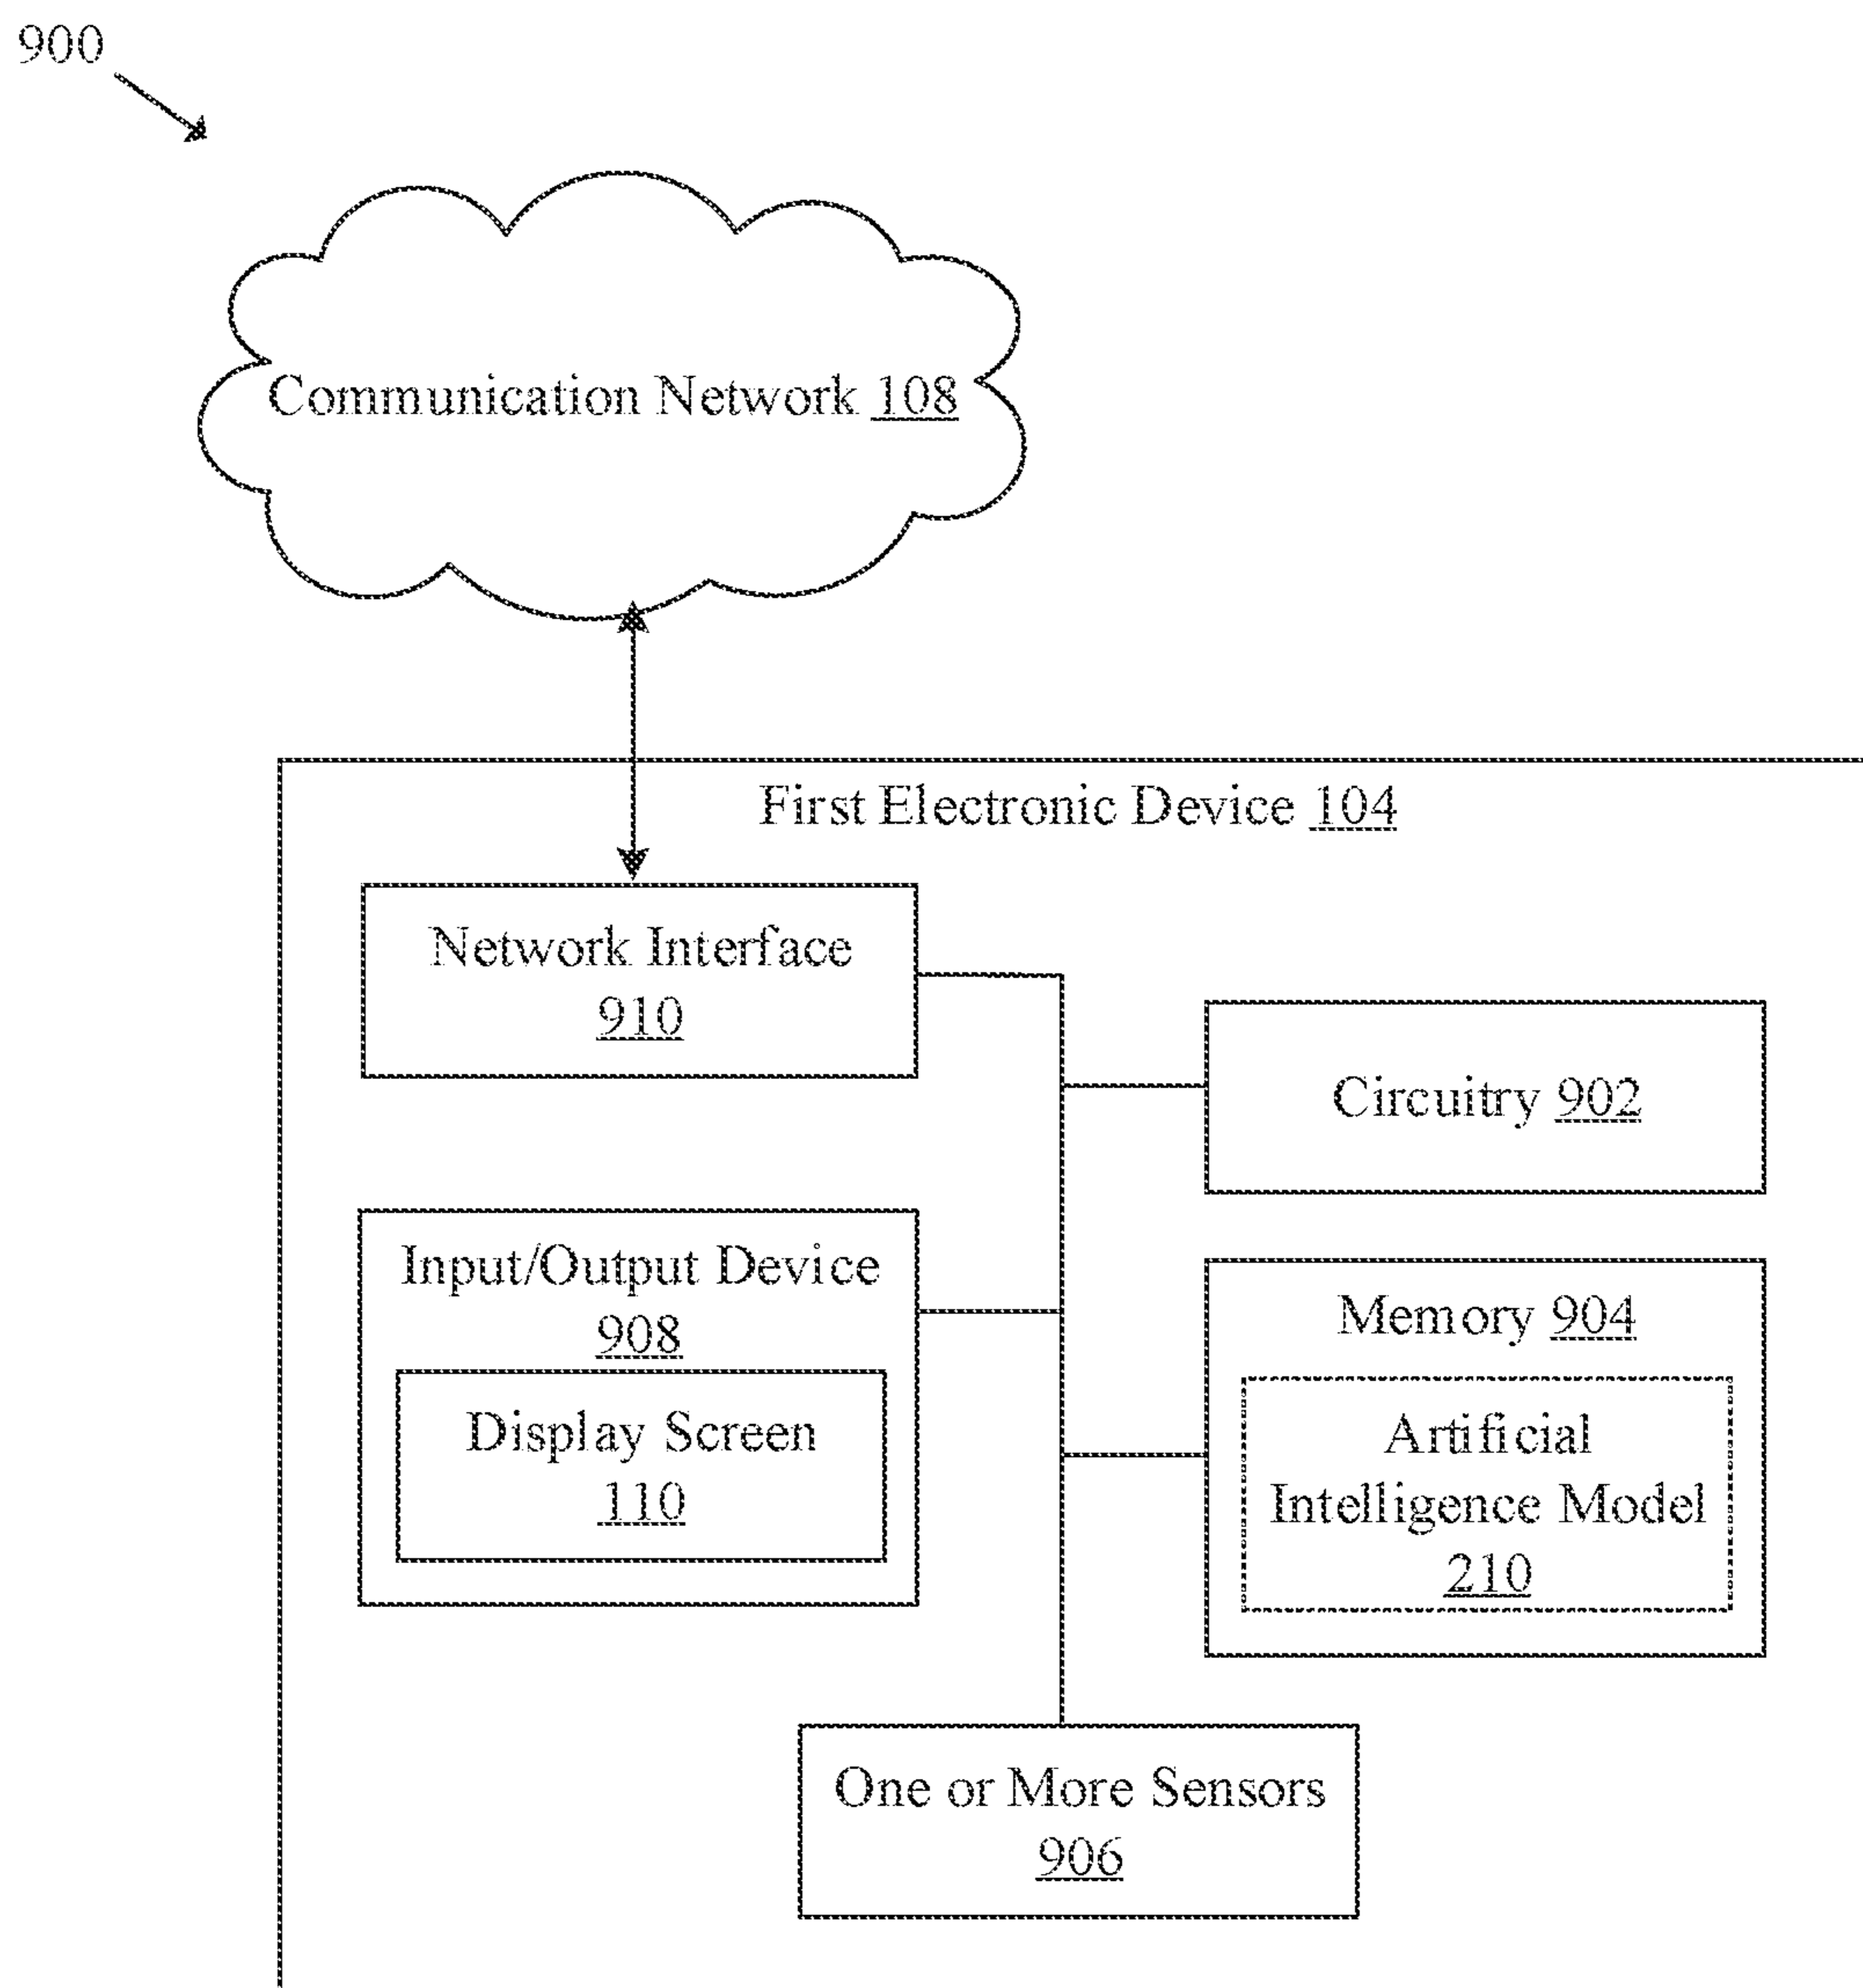 900
Communication Network 108
First Electronic Device 104
Network Interface
910
Circuitry 902
Input/Output Device
908
Display Screen
110
Memory 904
Artificial
Intelligence Model
210
One or More Sensors
906